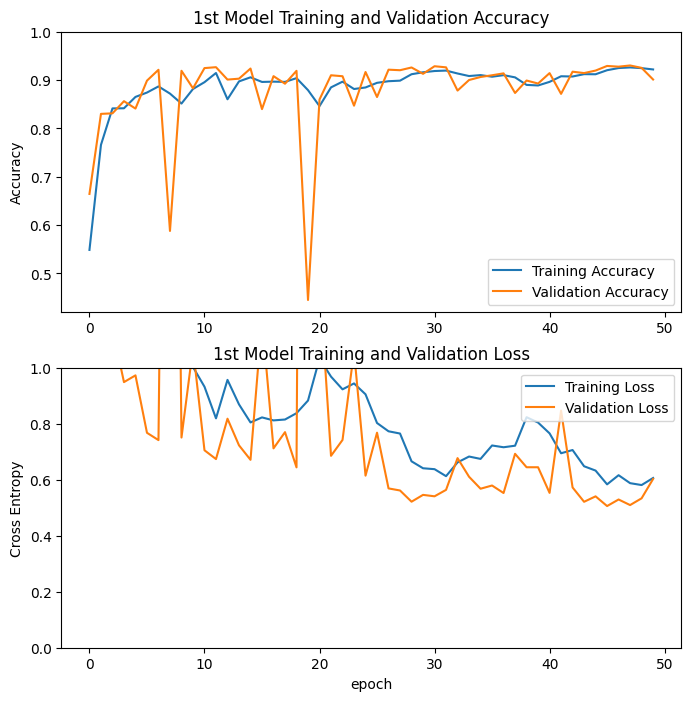 1st Model Training and Validation Accuracy
1.0
0.9
0.8
0.7
0.6
0.5
Accuracy
Training Accuracy
Validation Accuracy
0 10 20 30 40 50
1st Model Training and Validation Loss
1.0
0.8
0.6
0.4
0.2
0.0
Cross Entropy
Training Loss
Validation Loss
0 10 20 30 40 50
epoch